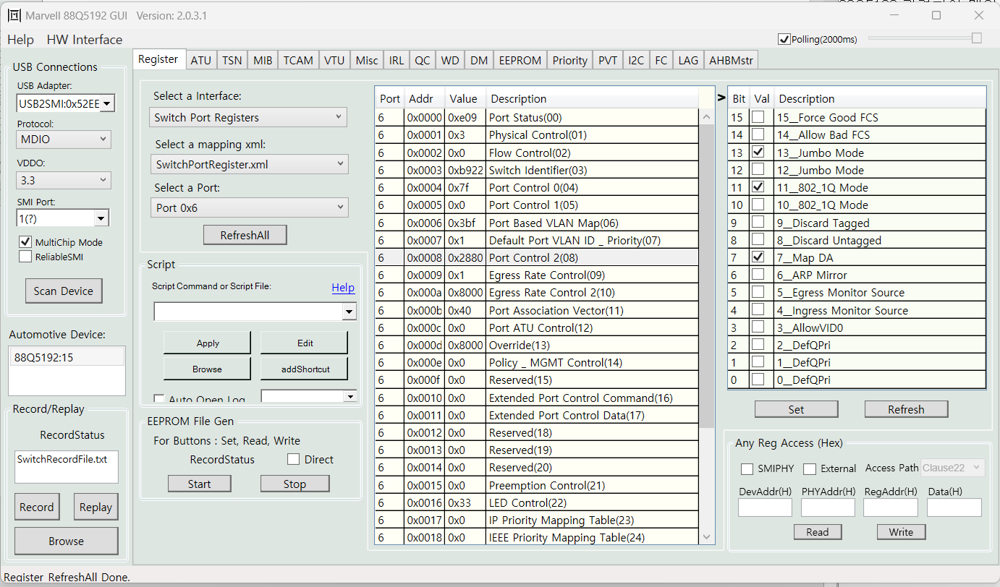 Marvell 88Q5192 GUI Version: 2.0.3.1
Help HW Interface
Polling(2000ms)
USB Connections
USB Adapter:
USB2SMI:0x52EE
Protocol:
MDIO
VDDO:
3.3
SMI Port:
1(?)
MultiChip Mode
ReliableSMI
Scan Device
Automotive Device:
88Q5192:15
Record/Replay
RecordStatus
SwitchRecordFile.txt
Record Replay
Browse
Register ATU TSN MIB TCAM VTU Misc IRL QC WD DM EEPROM Priority PVT I2C FC LAG AHBMstr
Select a Interface:
Switch Port Registers
Select a mapping xml:
SwitchPortRegister.xml
Select a Port:
Port 0x6
RefreshAll
Script
Script Command or Script File: Help
Apply Edit
Browse addShortcut
Auto Open Log
EEPROM File Gen
For Buttons : Set, Read, Write
RecordStatus Direct
Start Stop
Port Addr Value Description
6 0x0000 0xe09 Port Status(00)
6 0x0001 0x3 Physical Control(01)
6 0x0002 0x0 Flow Control(02)
6 0x0003 0xb922 Switch Identifier(03)
6 0x0004 0x7f Port Control 0(04)
6 0x0005 0x0 Port Control 1(05)
6 0x0006 0x3bf Port Based VLAN Map(06)
6 0x0007 0x1 Default Port VLAN ID _ Priority(07)
6 0x0008 0x2880 Port Control 2(08)
6 0x0009 0x1 Egress Rate Control(09)
6 0x000a 0x8000 Egress Rate Control 2(10)
6 0x000b 0x40 Port Association Vector(11)
6 0x000c 0x0 Port ATU Control(12)
6 0x000d 0x8000 Override(13)
6 0x000e 0x0 Policy _ MGMT Control(14)
6 0x000f 0x0 Reserved(15)
6 0x0010 0x0 Extended Port Control Command(16)
6 0x0011 0x0 Extended Port Control Data(17)
6 0x0012 0x0 Reserved(18)
6 0x0013 0x0 Reserved(19)
6 0x0014 0x0 Reserved(20)
6 0x0015 0x0 Preemption Control(21)
6 0x0016 0x33 LED Control(22)
6 0x0017 0x0 IP Priority Mapping Table(23)
6 0x0018 0x0 IEEE Priority Mapping Table(24)
>
Bit Val Description
15 15__Force Good FCS
14 14__Allow Bad FCS
13 13__Jumbo Mode
12 12__Jumbo Mode
11 11__802_1Q Mode
10 10__802_1Q Mode
9 9__Discard Tagged
8 8__Discard Untagged
7 7__Map DA
6 6__ARP Mirror
5 5__Egress Monitor Source
4 4__Ingress Monitor Source
3 3__AllowVID0
2 2__DefQPri
1 1__DefQPri
0 0__DefQPri
Set Refresh
Any Reg Access (Hex)
SMIPHY External Access Path Clause22
DevAddr(H) PHYAddr(H) RegAddr(H) Data(H)
Read Write
Register RefreshAll Done.